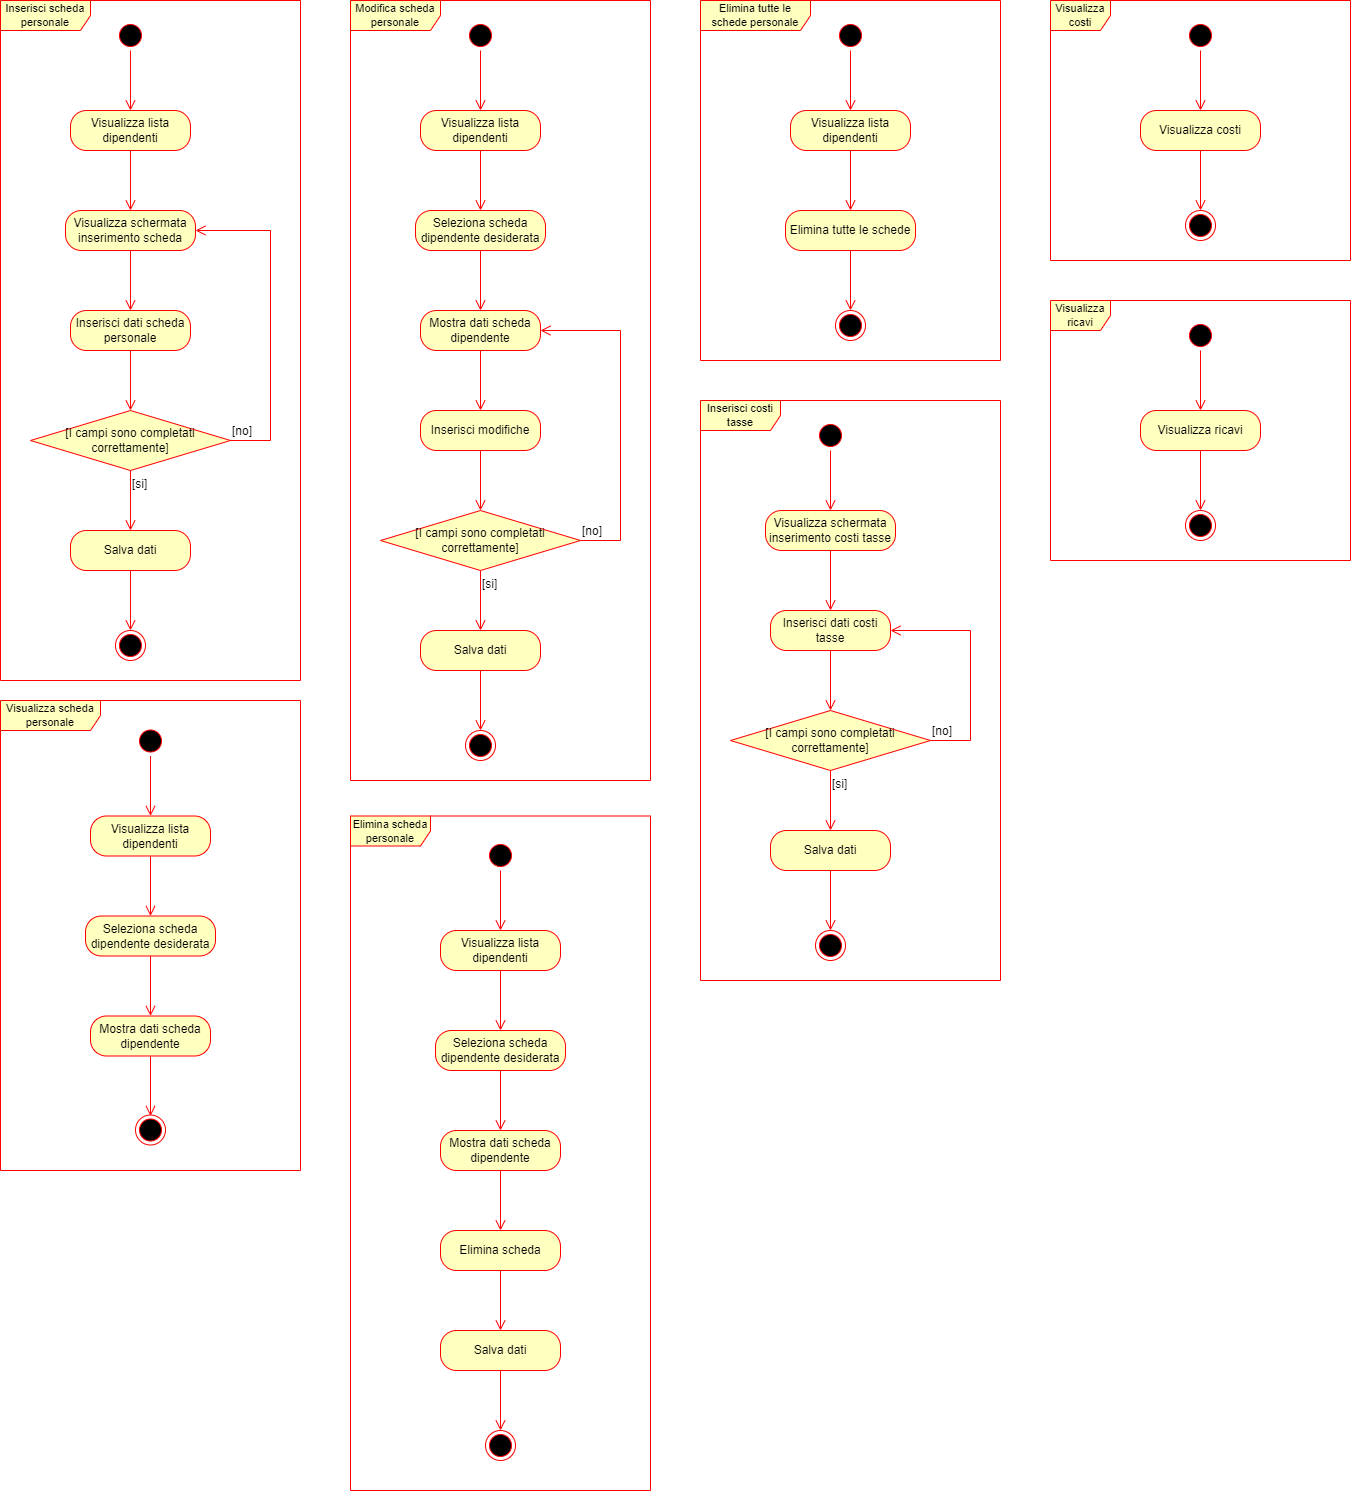 Inserisci scheda
personale
Visualizza lista
dipendenti
Visualizza schermata
inserimento scheda
Inserisci dati scheda
personale
[I campi sono completati
correttamente]
[no]
[si]
Salva dati
Visualizza scheda
personale
Visualizza lista
dipendenti
Seleziona scheda
dipendente desiderata
Mostra dati scheda
dipendente
Modifica scheda
personale
Visualizza lista
dipendenti
Seleziona scheda
dipendente desiderata
Mostra dati scheda
dipendente
Inserisci modifiche
[I campi sono completati
correttamente]
[no]
[si]
Salva dati
Elimina scheda
personale
Visualizza lista
dipendenti
Seleziona scheda
dipendente desiderata
Mostra dati scheda
dipendente
Elimina scheda
Salva dati
Elimina tutte le
schede personale
Visualizza lista
dipendenti
Elimina tutte le schede
Inserisci costi
tasse
Visualizza schermata
inserimento costi tasse
Inserisci dati costi
tasse
[I campi sono completati
correttamente]
[no]
[si]
Salva dati
Visualizza
costi
Visualizza costi
Visualizza
ricavi
Visualizza ricavi